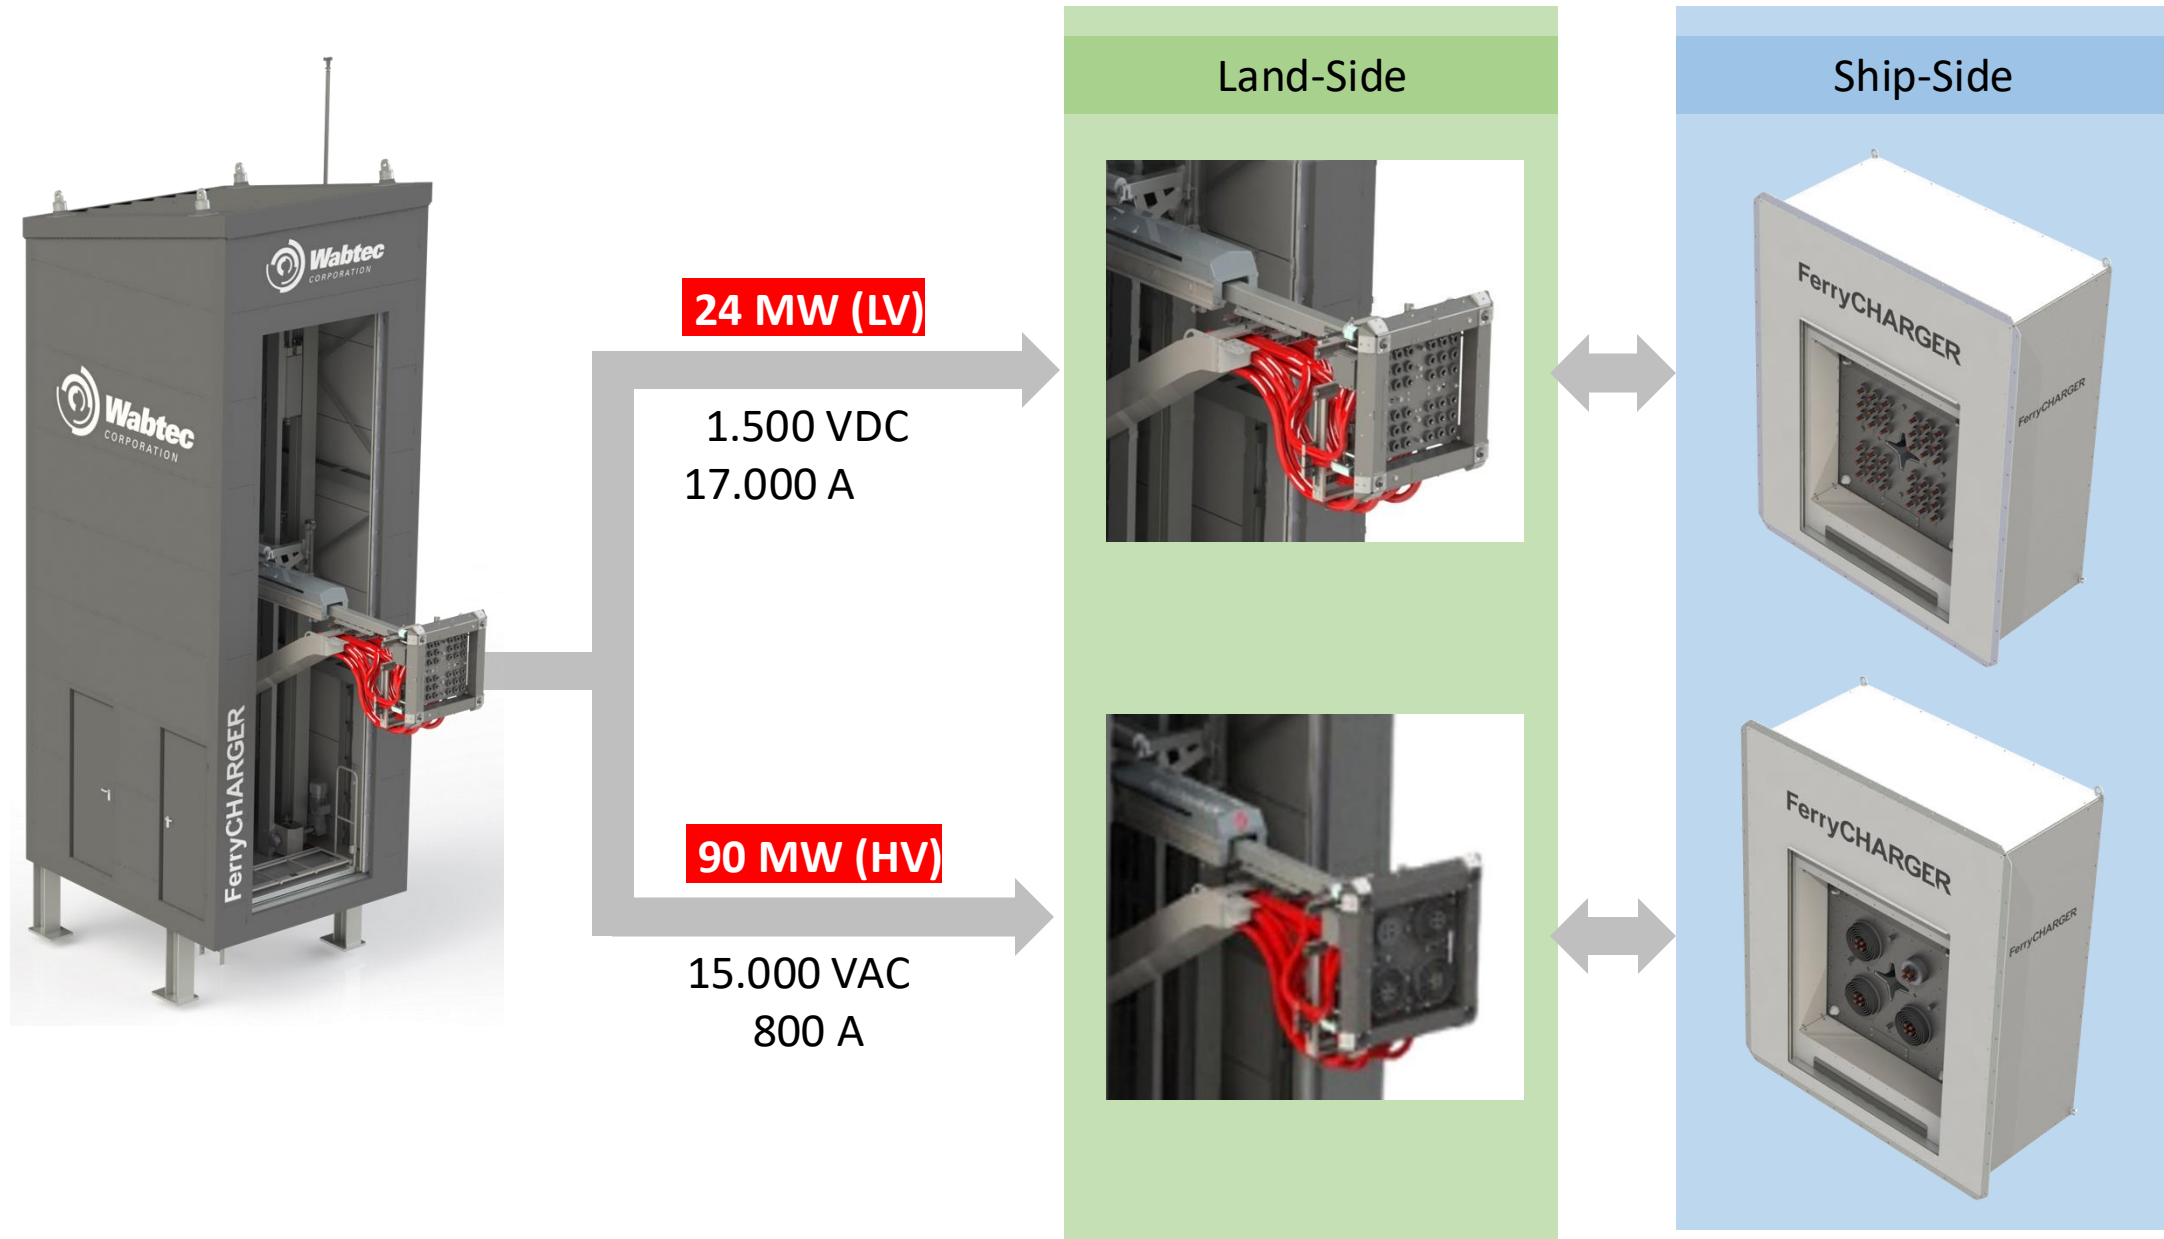 Land-Side
Ship-Side
Wabtec
CORPORATION
Wabtec
CORPORATION
FerryCHARGER
24 MW (LV)
1.500 VDC
17.000 A
90 MW (HV)
15.000 VAC
800 A
FerryCHARGER
FerryCHARGER
FerryCHARGER
FerryCHARGER